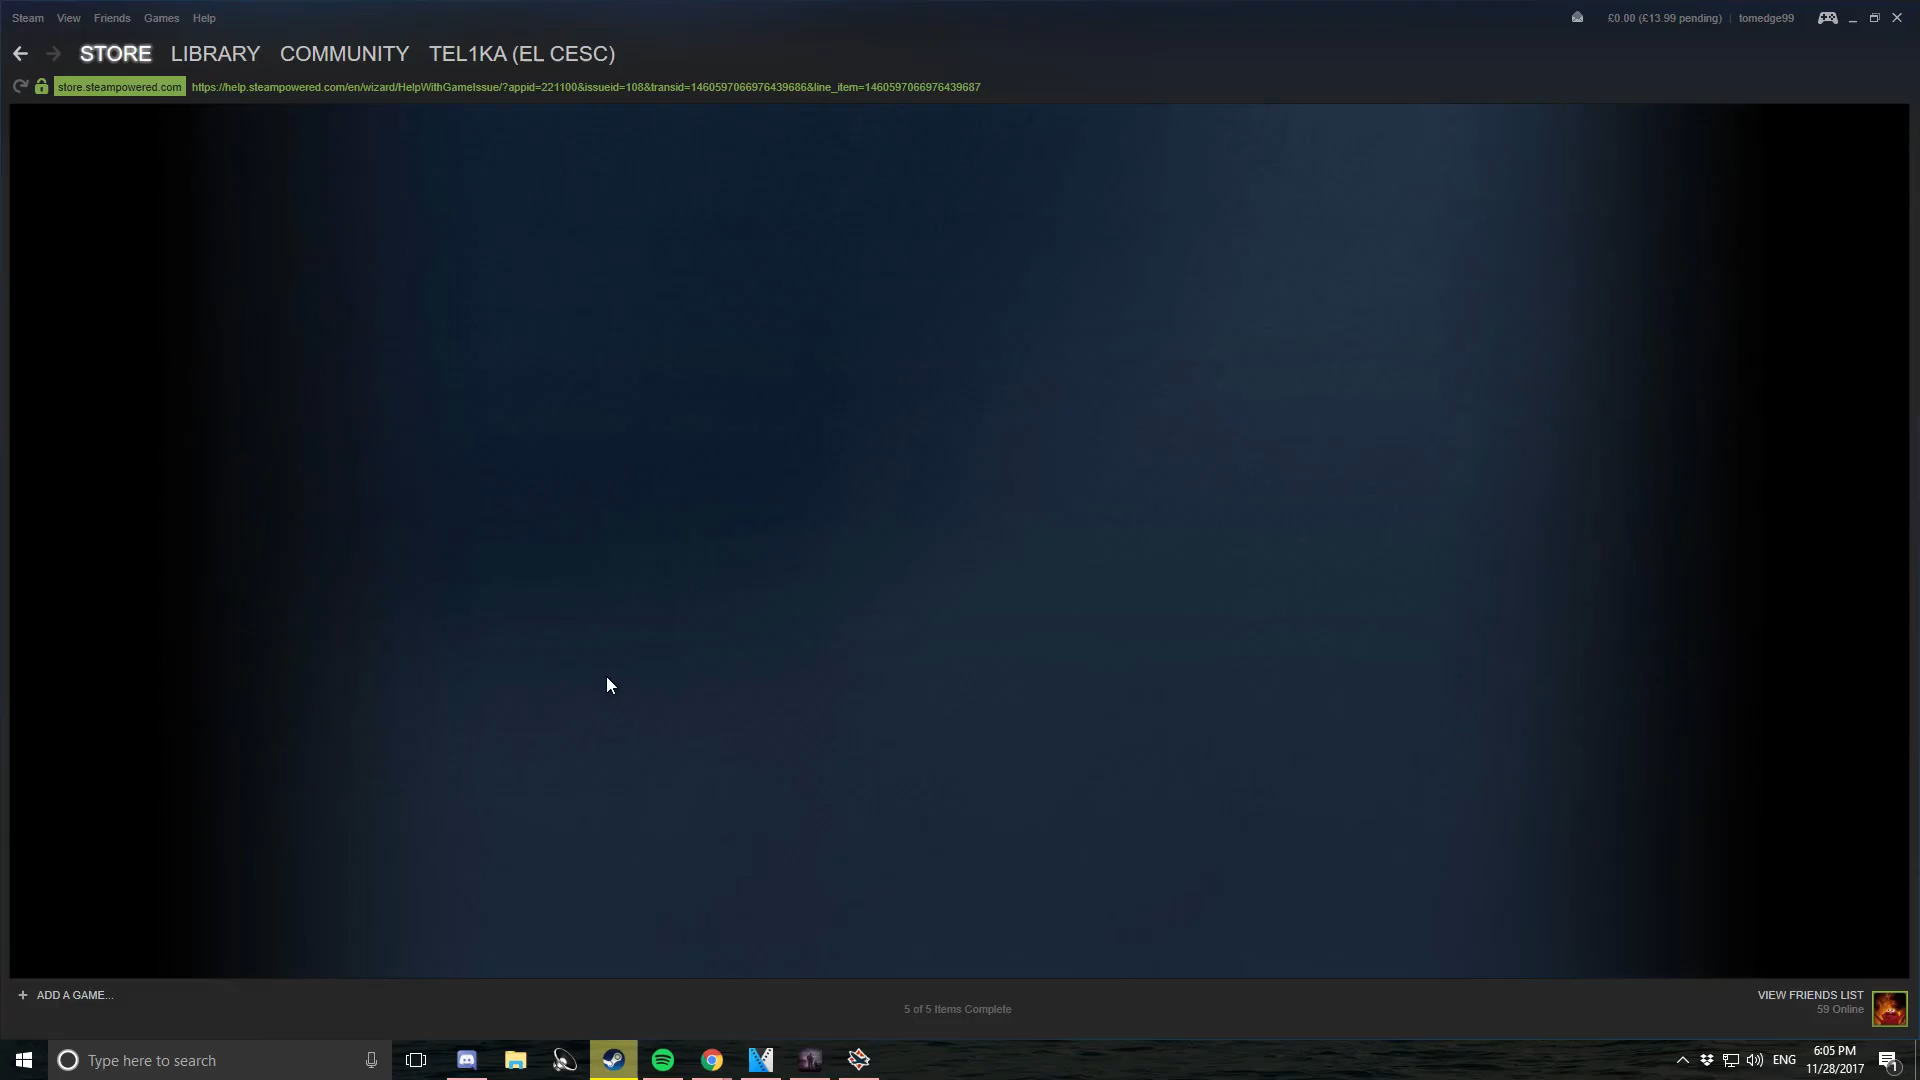 Steam View Friends Games Help
£0.00 (£13.99 pending) | tomedge99
STORE LIBRARY COMMUNITY TEL1KA (EL CESC)
store.steampowered.com https://help.steampowered.com/en/wizard/HelpWithGameIssue/?appid=221100&issueid=108&transid=1460597066976439686&line_item=1460597066976439687
+ ADD A GAME...
5 of 5 Items Complete
VIEW FRIENDS LIST
59 Online
Type here to search
ENG
6:05 PM
11/28/2017
1